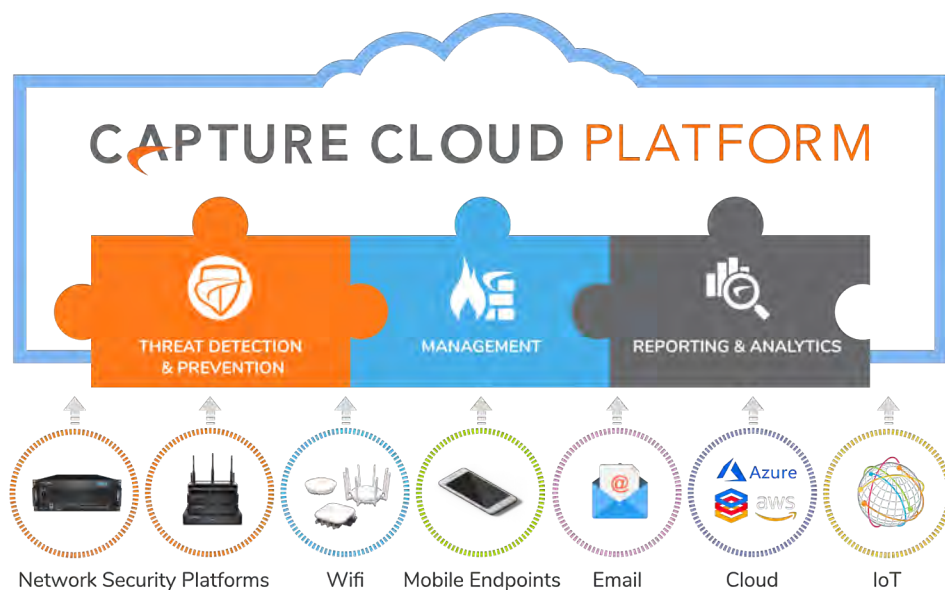 CAPTURE CLOUD PLATFORM
THREAT DETECTION
& PREVENTION
MANAGEMENT
REPORTING & ANALYTICS
@
Azure
aws
Network Security Platforms
Wifi
Mobile Endpoints
Email
Cloud
IoT